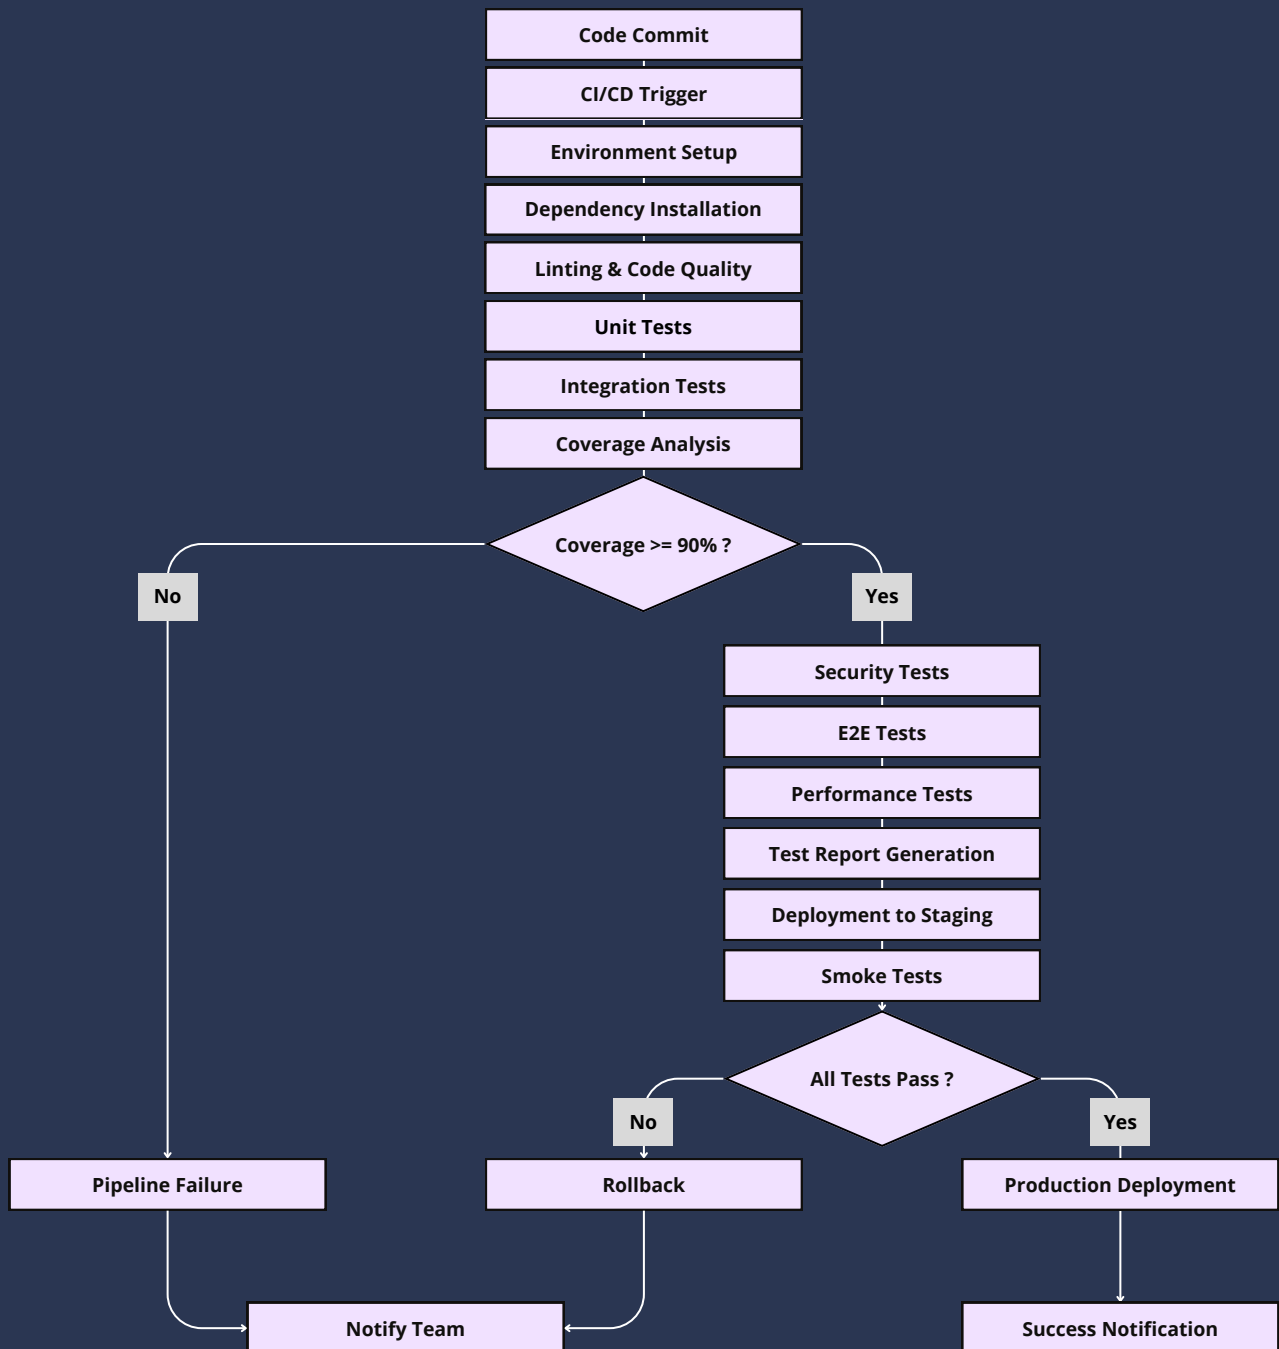 Code Commit
CI/CD Trigger
Environment Setup
Dependency Installation
Linting & Code Quality
Unit Tests
Integration Tests
Coverage Analysis
Coverage >= 90% ?
No
Yes
Security Tests
E2E Tests
Performance Tests
Test Report Generation
Deployment to Staging
Smoke Tests
All Tests Pass ?
No
Yes
Pipeline Failure
Rollback
Production Deployment
Notify Team
Success Notification